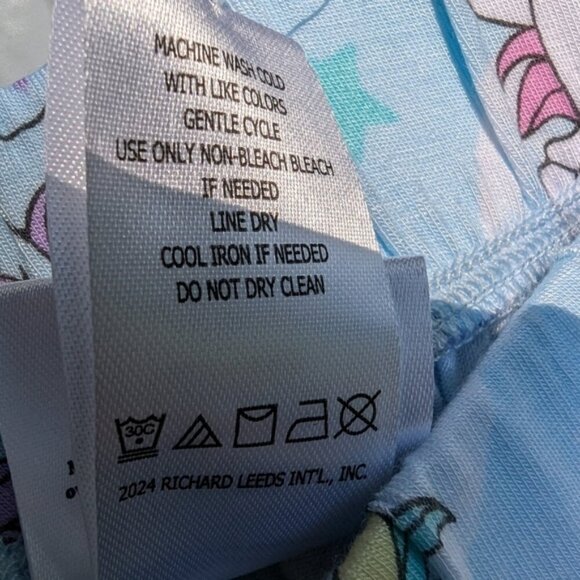 MACHINE WASH COLD
WITH LIKE COLORS
GENTLE CYCLE
USE ONLY NON-BLEACH BLEACH
IF NEEDED
LINE DRY
COOL IRON IF NEEDED
DO NOT DRY CLEAN
30C
2024 RICHARD LEEDS INT'L., INC.